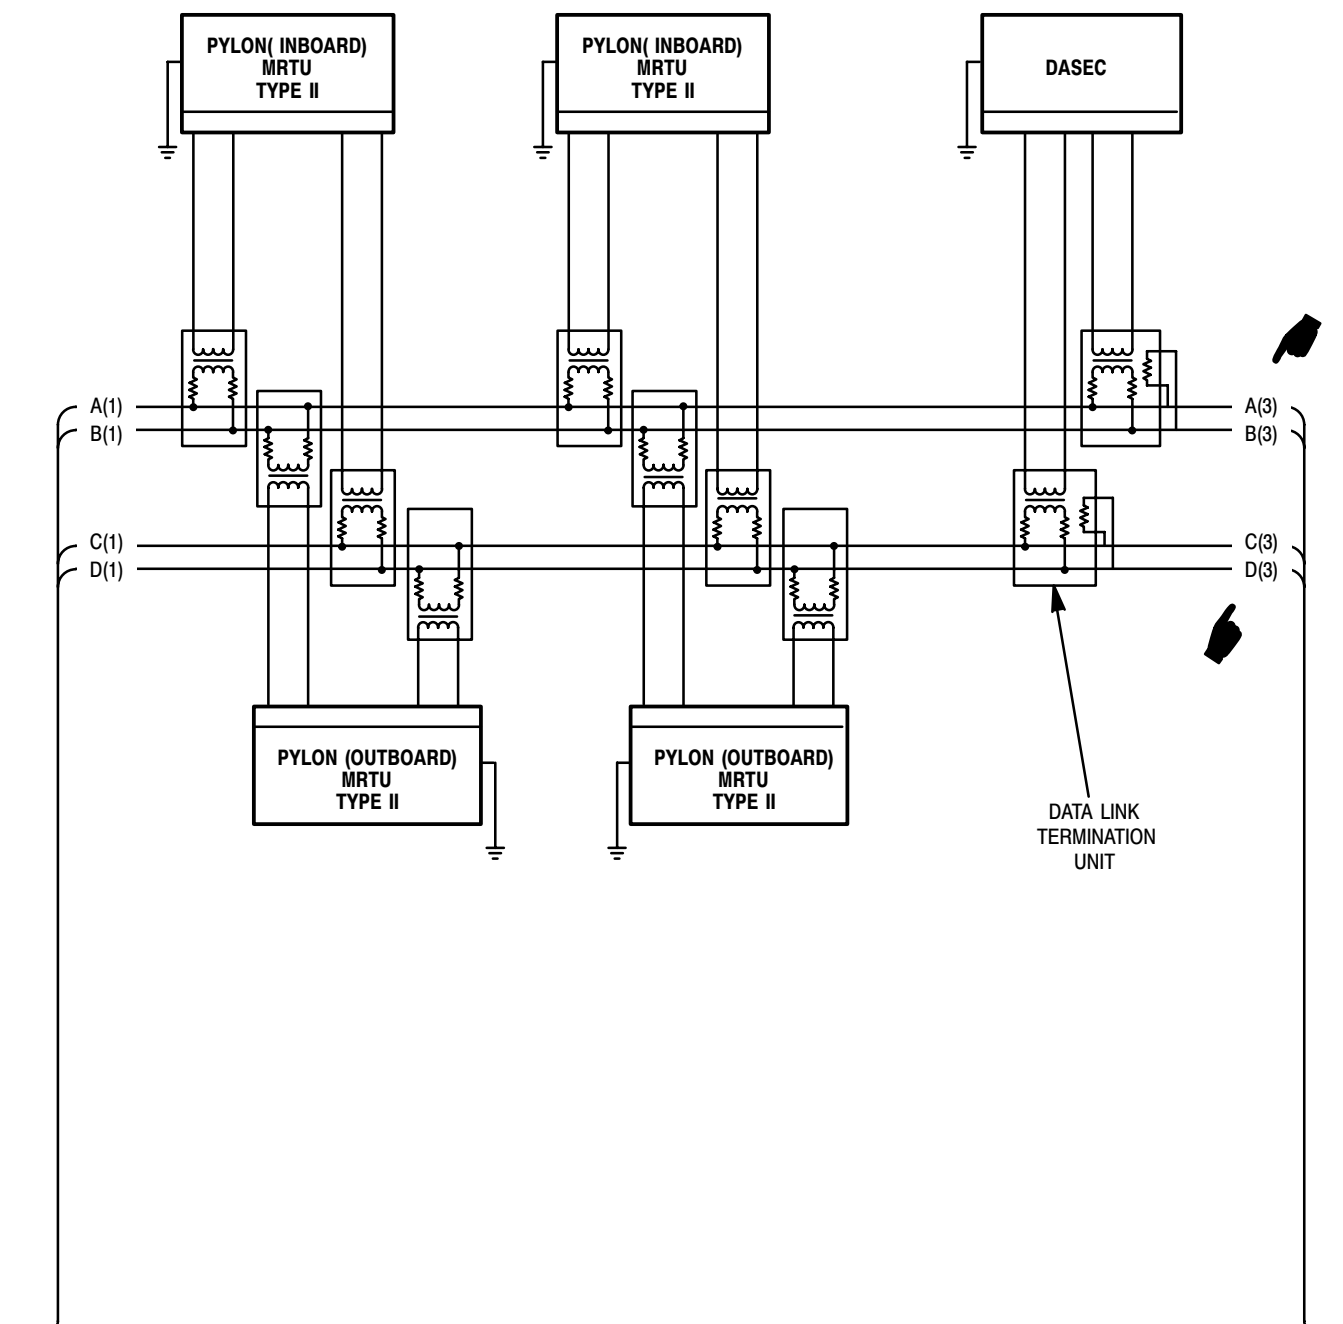 PYLON( INBOARD)
MRTU
TYPE II
PYLON( INBOARD)
MRTU
TYPE II
DASEC
A(1)
A(3)
B(1)
B(3)
C(1)
C(3)
D(1)
D(3)
PYLON (OUTBOARD)
MRTU
TYPE II
PYLON (OUTBOARD)
MRTU
TYPE II
DATA LINK
TERMINATION
UNIT